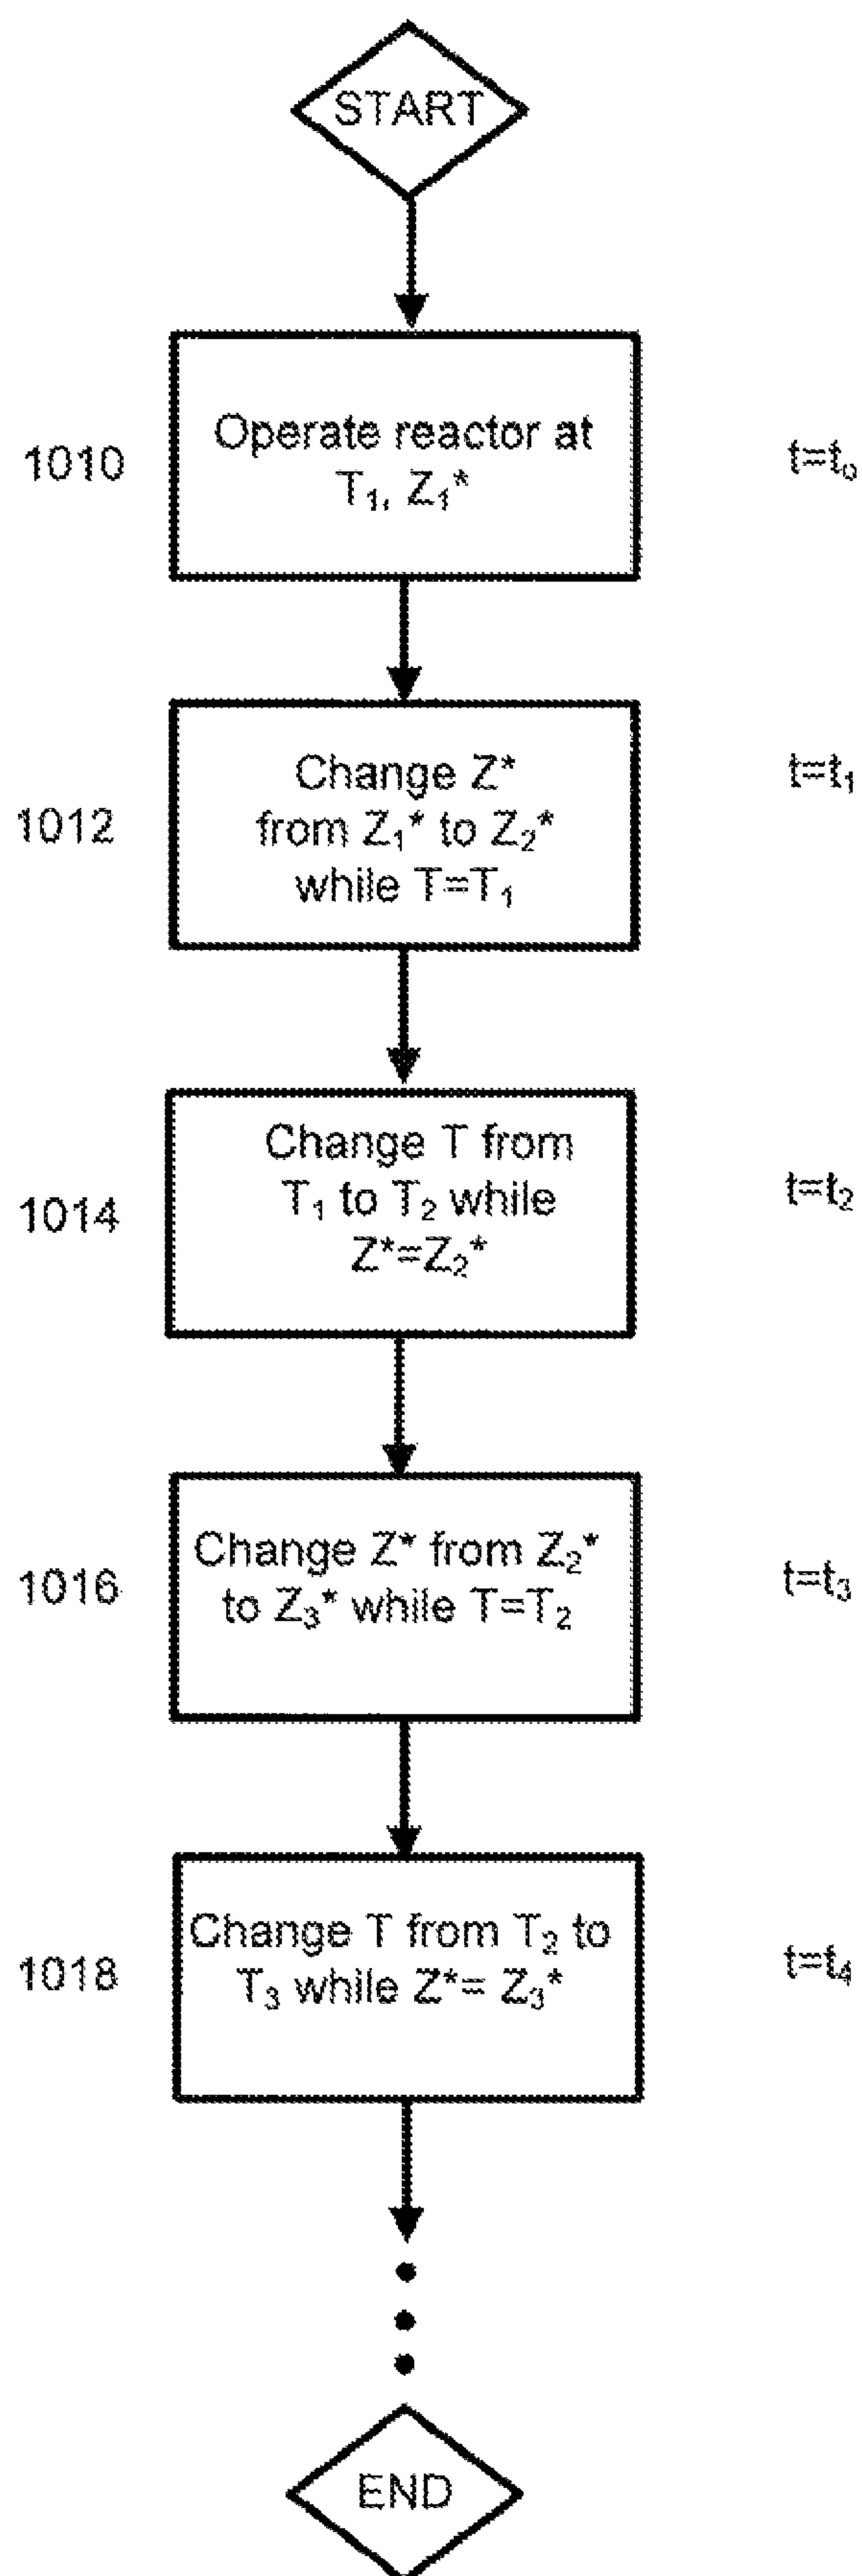 START
Operate reactor at
1010
t=t₀
T₁, Z₁*
Change Z*
t=t₁
1012
from Z₁* to Z₂*
while T=T₁
Change T from
1014
T₁ to T₂ while
t=t₂
Z*=Z₂*
Change Z* from Z₂*
1016
to Z₃* while T=T₂
t=t₃
Change T from T₂ to
1018
T₃ while Z*= Z₃*
t=t₄
END